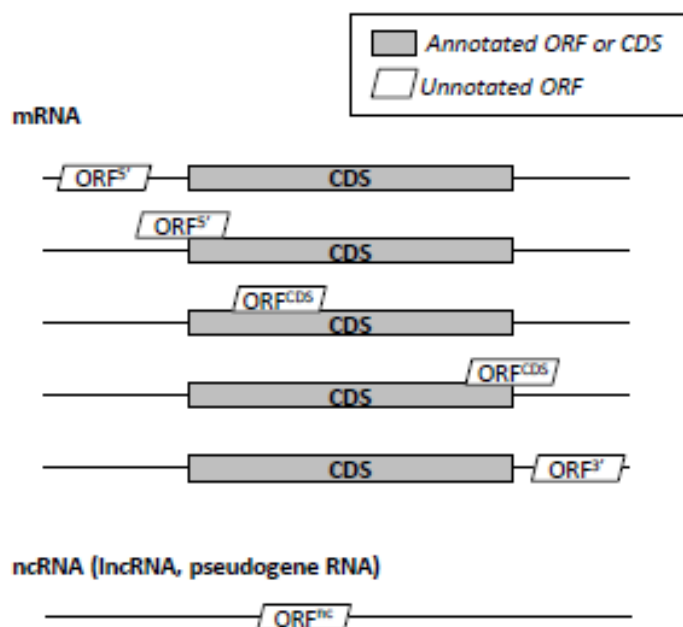 Annotated ORF or CDS
Unnotated ORF
mRNA
ORF5'
CDS
ORF5'
CDS
ORFCDS
CDS
ORFCDS
CDS
CDS
ORF3'
ncRNA (lncRNA, pseudogene RNA)
ORFnc